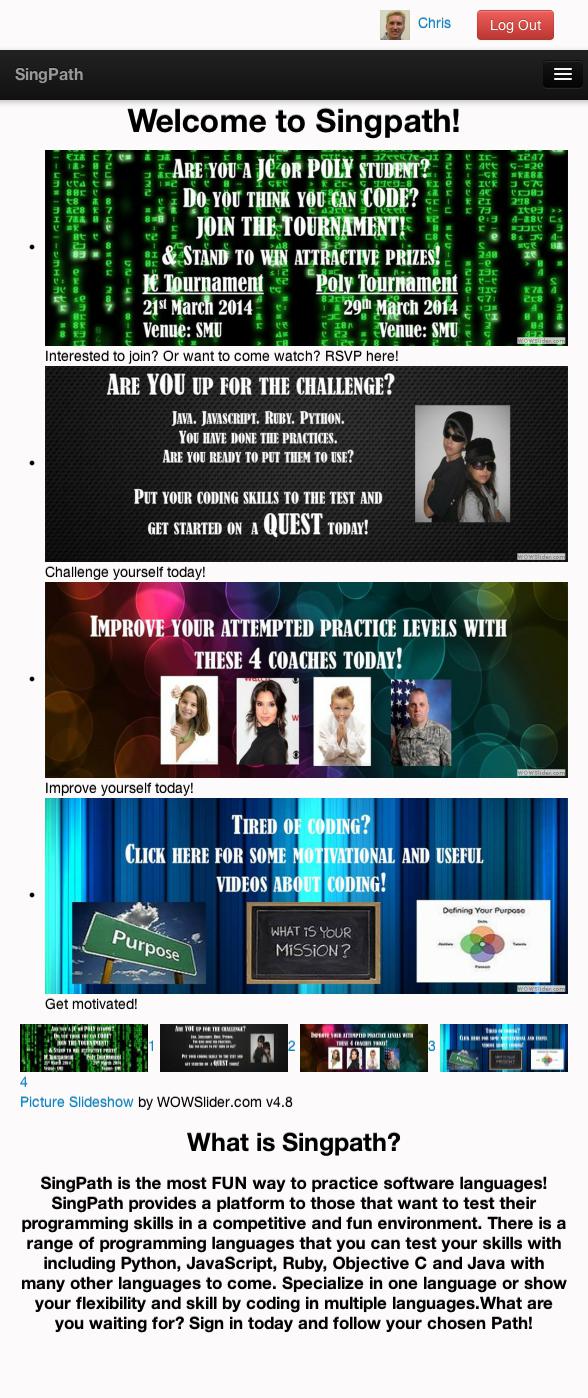 Chris
Log Out
SingPath
Welcome to Singpath!
Are you a JC or POLY student?
Do you think you can CODE?
JOIN THE TOURNAMENT!
& Stand to win attractive prizes!
JC Tournament Poly Tournament
21st March 2014 29th March 2014
Venue: SMU Venue: SMU
WOWSlider.com
Interested to join? Or want to come watch? RSVP here!
Are YOU up for the challenge?
Java. Javascript. Ruby. Python.
You have done the practices.
Are you ready to put them to use?
Put your coding skills to the test and
get started on a QUEST today!
WOWSlider.com
Challenge yourself today!
Improve your attempted practice levels with
these 4 coaches today!
WOWSlider.com
Improve yourself today!
Tired of coding?
Click here for some motivational and useful
videos about coding!
Purpose
WHAT IS YOUR
MISSION?
Defining Your Purpose
WOWSlider.com
Get motivated!
1 2 3
4
Picture Slideshow by WOWSlider.com v4.8
What is Singpath?
SingPath is the most FUN way to practice software languages!
SingPath provides a platform to those that want to test their
programming skills in a competitive and fun environment. There is a
range of programming languages that you can test your skills with
including Python, JavaScript, Ruby, Objective C and Java with
many other languages to come. Specialize in one language or show
your flexibility and skill by coding in multiple languages.What are
you waiting for? Sign in today and follow your chosen Path!